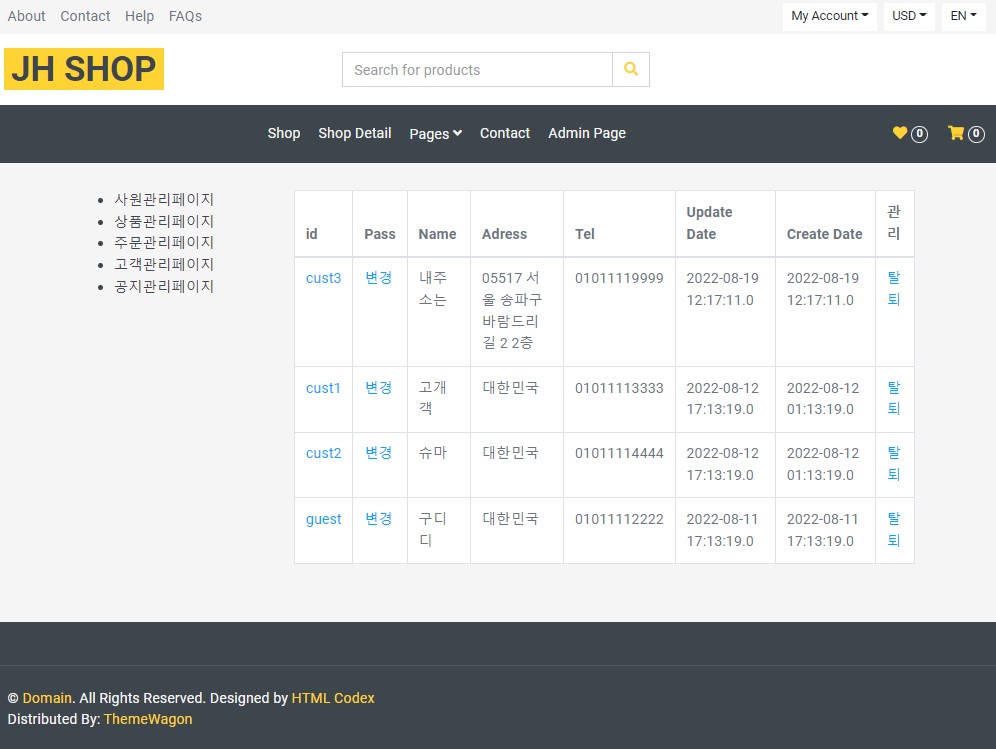 About Contact Help FAQs My Account USD EN
JH SHOP Search for products
Shop Shop Detail Pages Contact Admin Page 0 0
사원관리페이지
상품관리페이지
주문관리페이지
고객관리페이지
공지관리페이지
id Pass Name Adress Tel Update Date Create Date 관리
cust3 변경 내주소는 05517 서울 송파구 바람드리길 2 2층 01011119999 2022-08-19 12:17:11.0 2022-08-19 12:17:11.0 탈퇴
cust1 변경 고개객 대한민국 01011113333 2022-08-12 17:13:19.0 2022-08-12 01:13:19.0 탈퇴
cust2 변경 슈마 대한민국 01011114444 2022-08-12 17:13:19.0 2022-08-12 01:13:19.0 탈퇴
guest 변경 구디디 대한민국 01011112222 2022-08-11 17:13:19.0 2022-08-11 17:13:19.0 탈퇴
© Domain. All Rights Reserved. Designed by HTML Codex
Distributed By: ThemeWagon